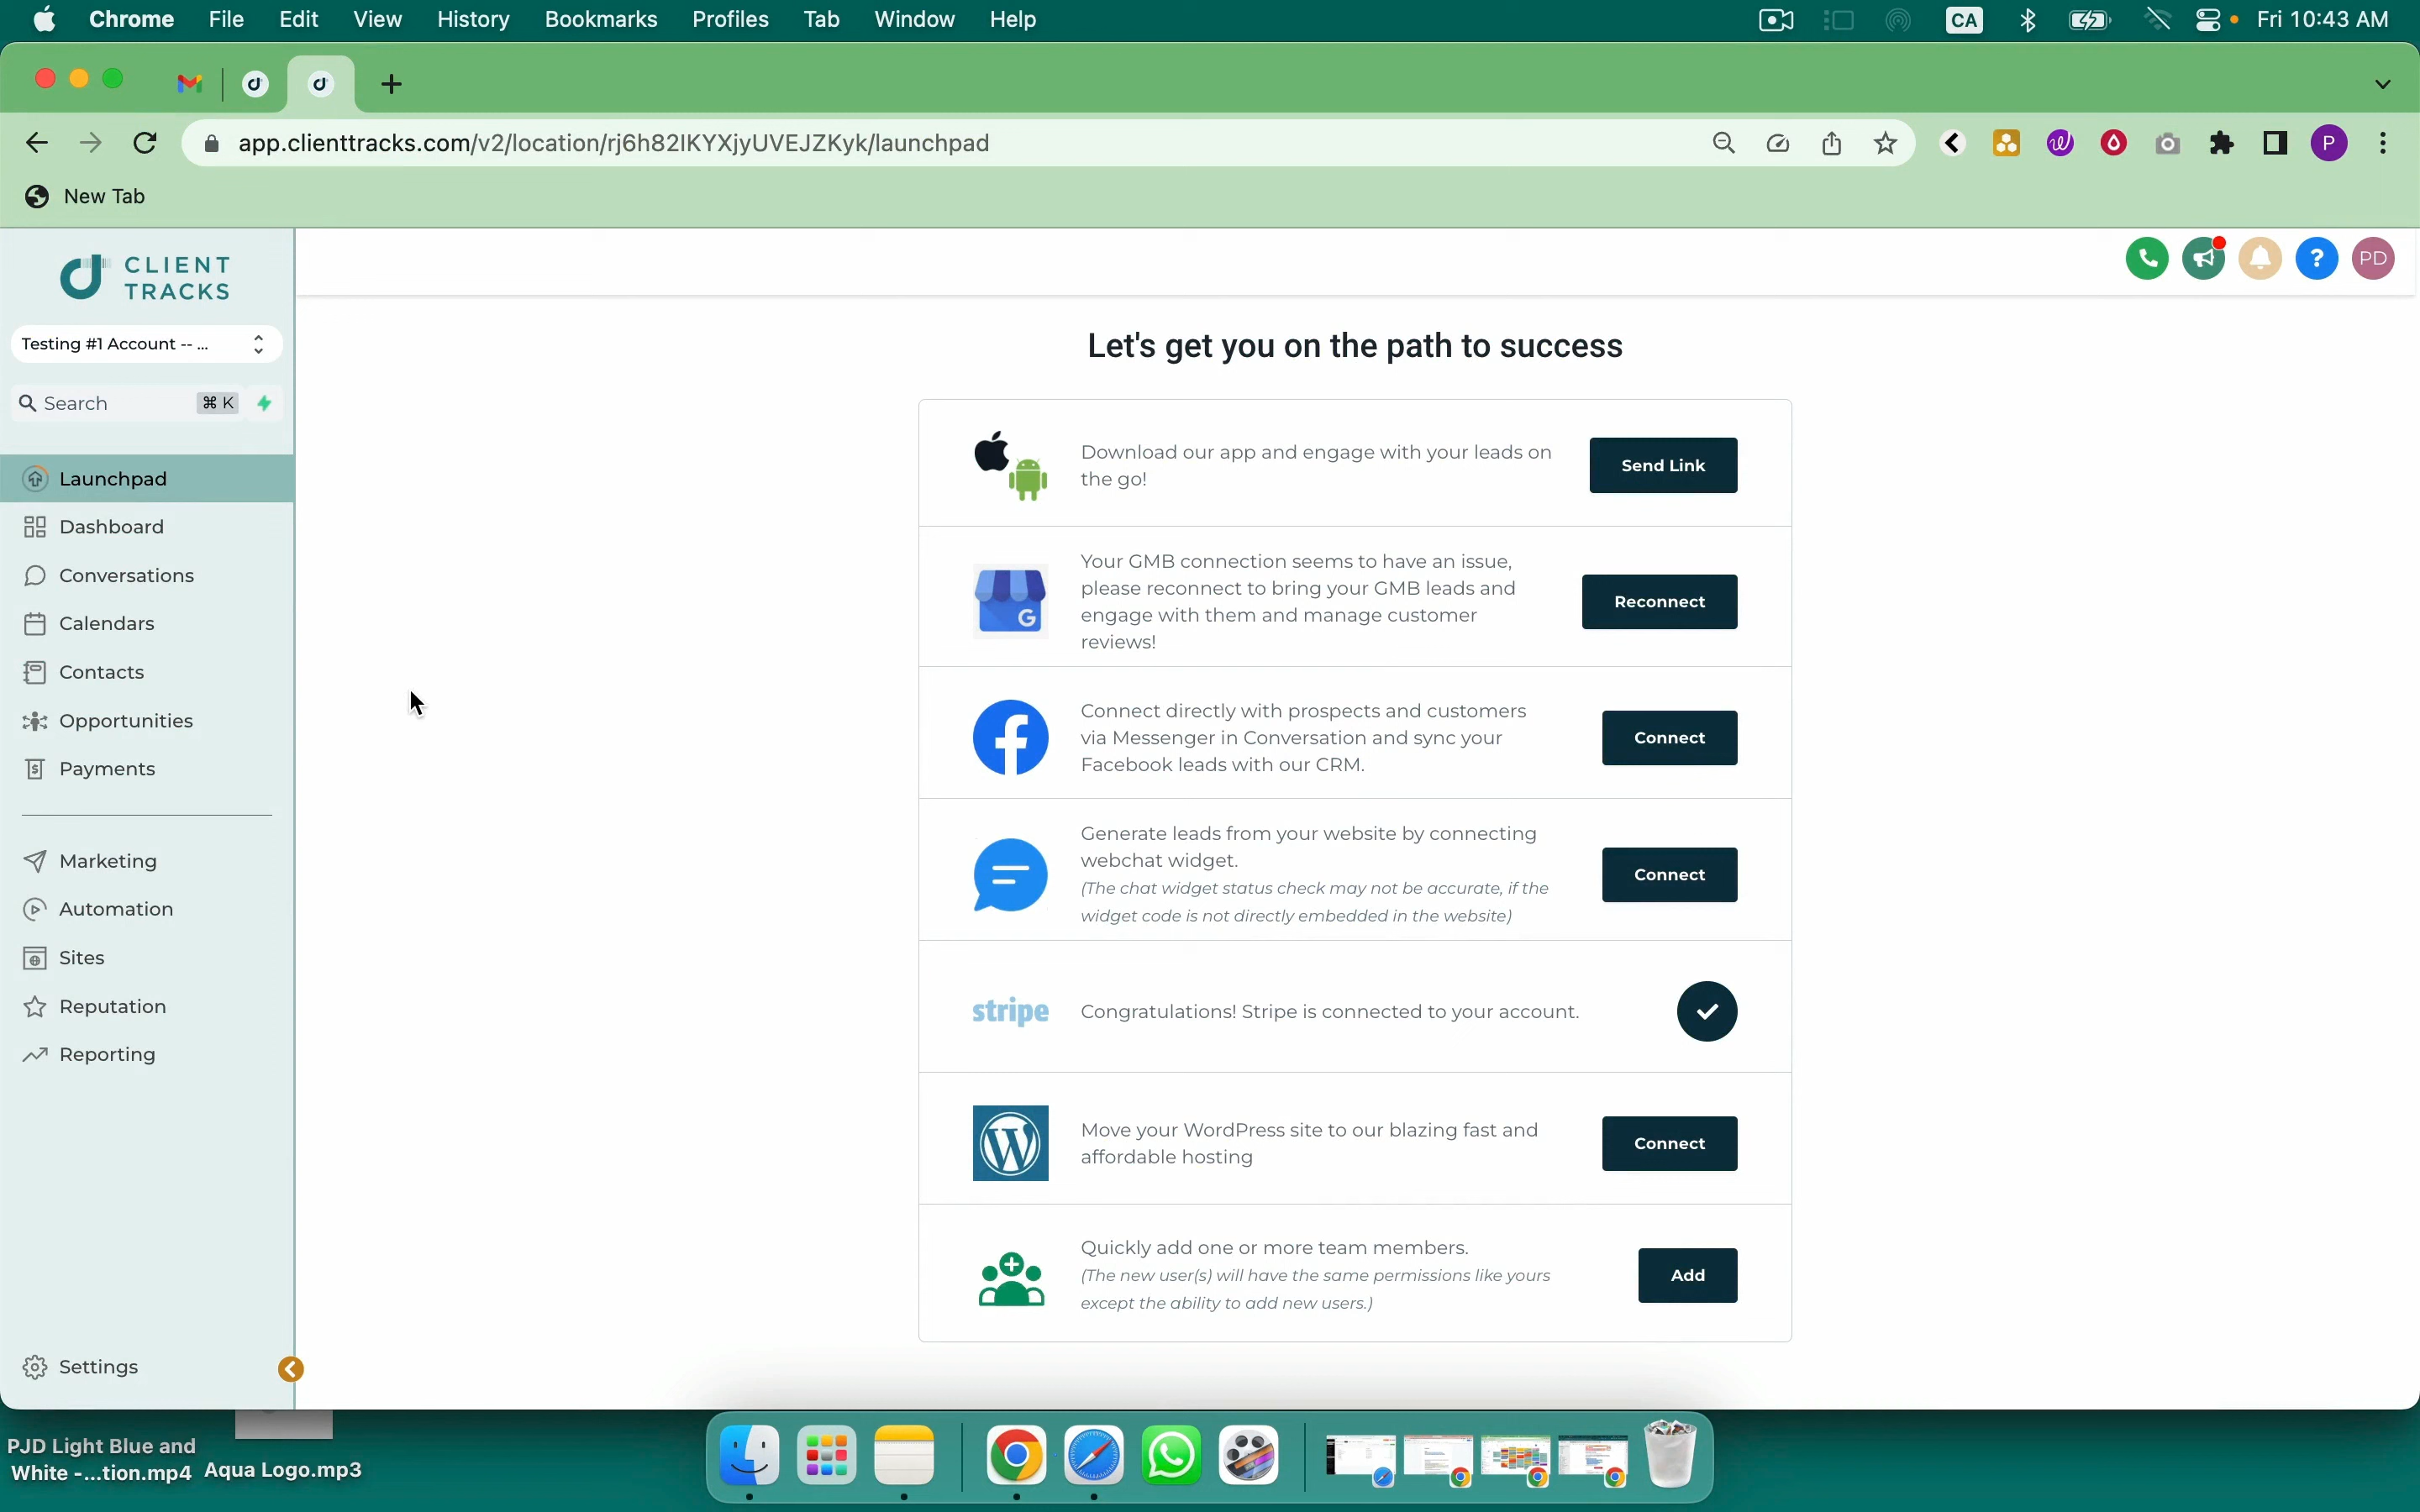 Chrome File Edit View History Bookmarks Profiles Tab Window Help CA Fri 10:43 AM
app.clienttracks.com/v2/location/rj6h82IKYXjyUVEJZKyk/launchpad P
New Tab
CLIENT
TRACKS
PD
Testing #1 Account -- ...
Search ⌘ K
Launchpad
Dashboard
Conversations
Calendars
Contacts
Opportunities
Payments
Marketing
Automation
Sites
Reputation
Reporting
Settings
Let's get you on the path to success
Download our app and engage with your leads on
the go!
Send Link
Your GMB connection seems to have an issue,
please reconnect to bring your GMB leads and
engage with them and manage customer
reviews!
Reconnect
Connect directly with prospects and customers
via Messenger in Conversation and sync your
Facebook leads with our CRM.
Connect
Generate leads from your website by connecting
webchat widget.
(The chat widget status check may not be accurate, if the
widget code is not directly embedded in the website)
Connect
stripe
Congratulations! Stripe is connected to your account.
Move your WordPress site to our blazing fast and
affordable hosting
Connect
Quickly add one or more team members.
(The new user(s) will have the same permissions like yours
except the ability to add new users.)
Add
PJD Light Blue and
White -...tion.mp4
Aqua Logo.mp3